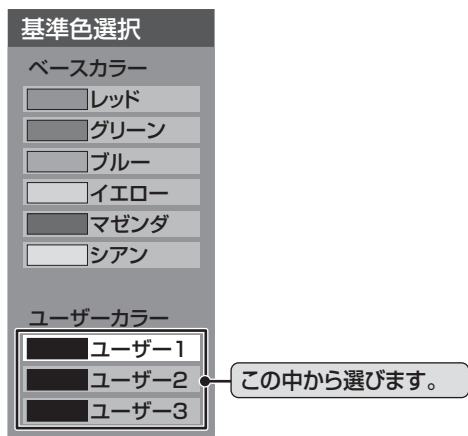 基準色選択
ベースカラー
レッド
グリーン
ブルー
イエロー
マゼンダ
シアン
ユーザーカラー
ユーザー1
ユーザー2
この中から選びます。
ユーザー3